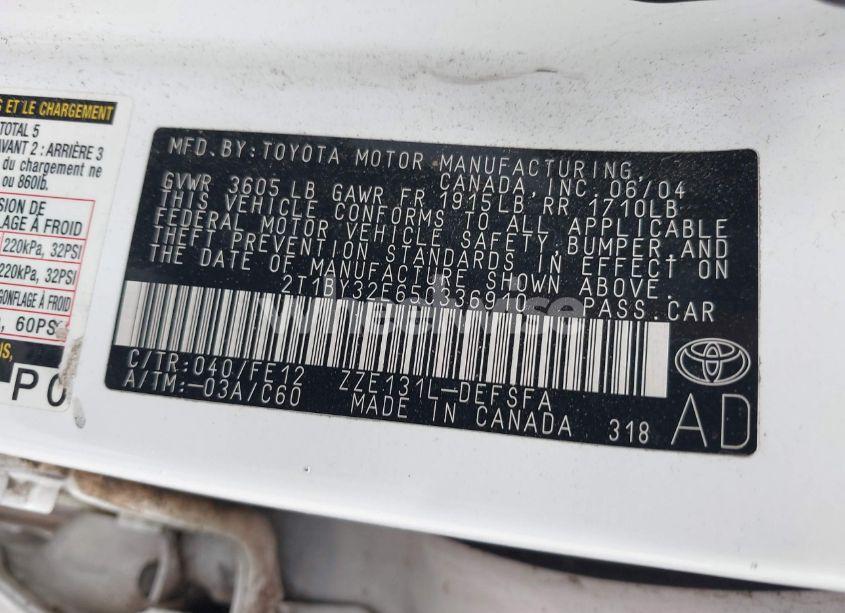 G ET LE CHARGEMENT
TOTAL 5
AVANT 2 : ARRIÈRE 3
du chargement ne
ou 860lb.
SION DE
LAGE À FROID
220kPa, 32PSI
220kPa, 32PSI
GONFLAGE À FROID)
60PSI
P 0
MFD. BY: TOYOTA MOTOR MANUFACTURING,
CANADA, INC. 06/04
GVWR 3605 LB GAWR FR 1915LB RR 1710LB
THIS VEHICLE CONFORMS TO ALL APPLICABLE
FEDERAL MOTOR VEHICLE SAFETY, BUMPER, AND
THEFT PREVENTION STANDARDS IN EFFECT ON
THE DATE OF MANUFACTURE SHOWN ABOVE.
2T1BY32E65C336910 PASS.CAR
Wheelwise
C/TR:040/FE12 ZZE131L-DEFSFA
A/TM:-03A/C60 MADE IN CANADA 318 AD